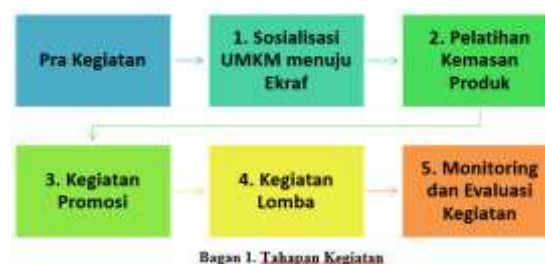 Pra Kegiatan
1. Sosialisasi
UMKM menuju
Ekraf
2. Pelatihan
Kemasan
Produk
3. Kegiatan
Promosi
4. Kegiatan
Lomba
5. Monitoring
dan Evaluasi
Kegiatan
Bagan 1. Tahapan Kegiatan